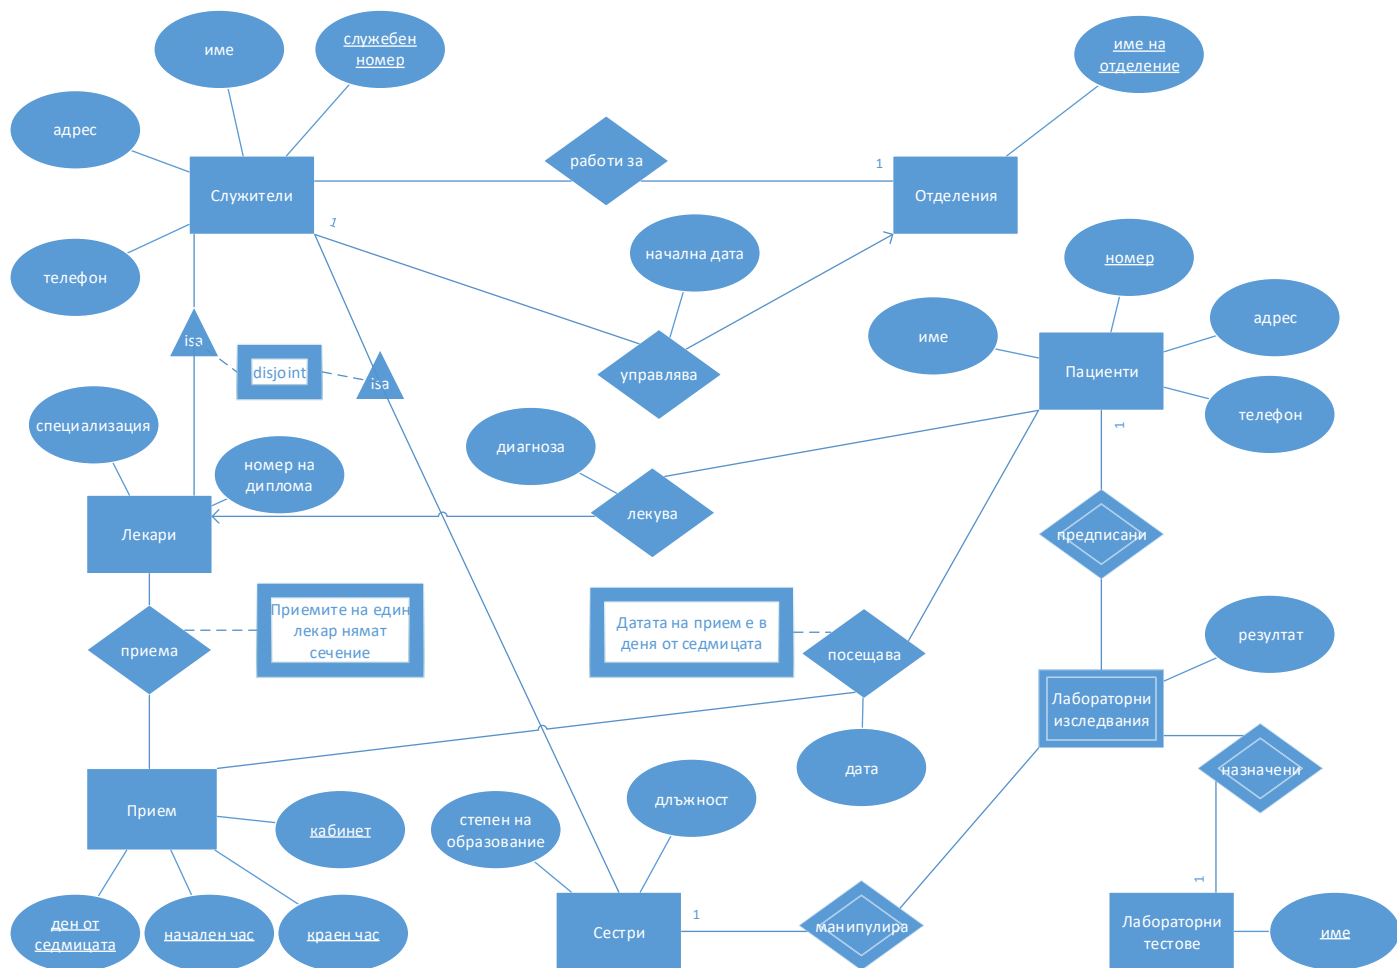 име
служебен
номер
име на
отделение
адрес
работи за
1
Служители
Отделения
1
начална дата
номер
телефон
име
адрес
isa
disjoint
isa
управлява
Пациенти
телефон
специализация
1
диагноза
номер на
диплома
лекува
Лекари
предписани
Приемите на един
лекар нямат
сечение
Датата на прием е в
деня от седмицата
резултат
приема
посещава
Лабораторни
изследвания
дата
назначени
Прием
кабинет
степен на
образование
длъжност
1
ден от
седмицата
начален час
краен час
Сестри
1
манипулира
Лабораторни
тестове
име